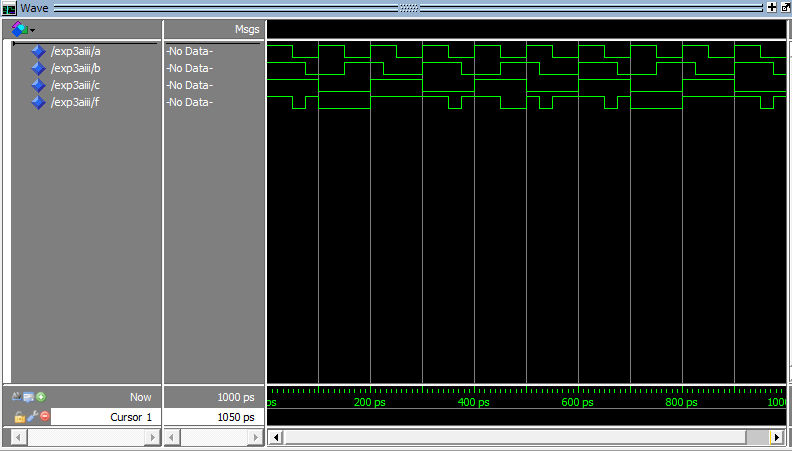 Wave
Msgs
/exp3aiii/a -No Data-
/exp3aiii/b -No Data-
/exp3aiii/c -No Data-
/exp3aiii/f -No Data-
Now 1000 ps
ps 200 ps 400 ps 600 ps 800 ps 100
Cursor 1 1050 ps